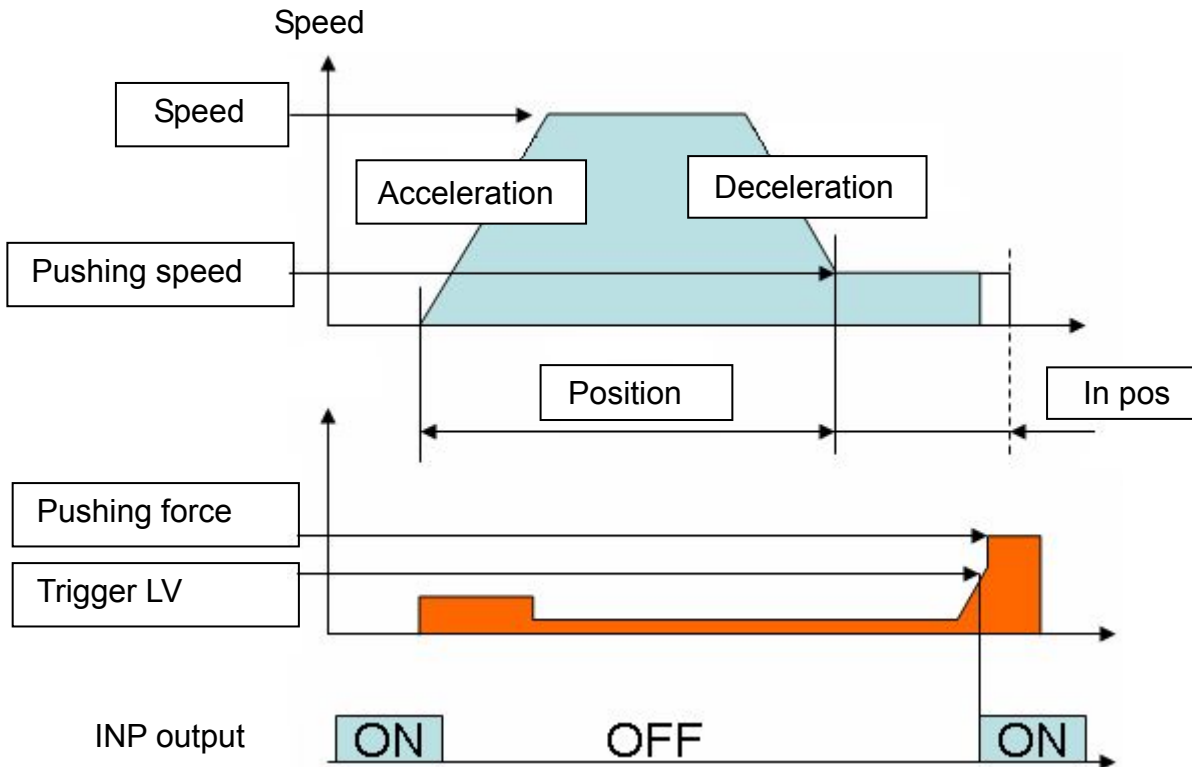 Speed
Speed
Acceleration
Deceleration
Pushing speed
Position
In pos
Pushing force
Trigger LV
INP output
ON
OFF
ON